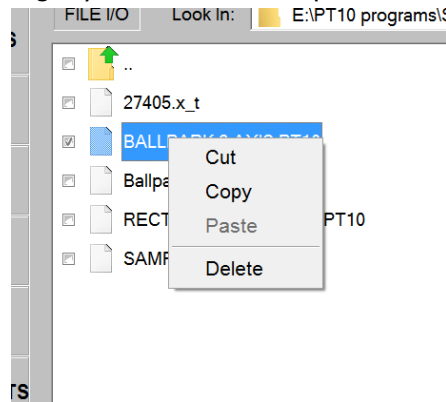 FILE I/O Look In: E:\PT10 programs\S
..
27405.x_t
BALLPARK 3 AXIS.PT10
Cut
Ballpa
Copy
RECT PT10
Paste
SAMP
Delete
TS